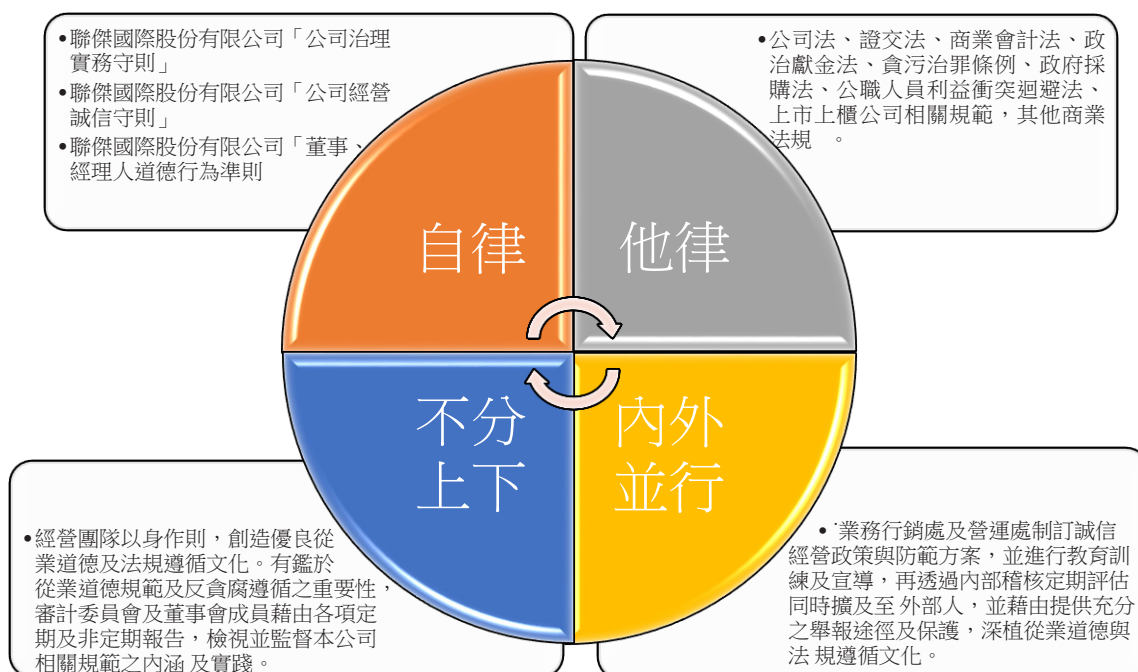 •聯傑國際股份有限公司「公司治理
實務守則」
•聯傑國際股份有限公司「公司經營
誠信守則」
•聯傑國際股份有限公司「董事、
經理人道德行為準則
•公司法、證交法、商業會計法、政
治獻金法、貪污治罪條例、政府採
購法、公職人員利益衝突迴避法、
上市上櫃公司相關規範，其他商業
法規 。
自律
他律
不分
上下
內外
並行
•經營團隊以身作則，創造優良從
業道德及法規遵循文化。有鑑於
從業道德規範及反貪腐遵循之重要性，
審計委員會及董事會成員藉由各項定
期及非定期報告，檢視並監督本公司
相關規範之內涵 及實踐。
•業務行銷處及營運處制訂誠信
經營政策與防範方案，並進行教育訓
練及宣導，再透過內部稽核定期評估
同時擴及至 外部人，並藉由提供充分
之舉報途徑及保護，深植從業道德與
法 規遵循文化。